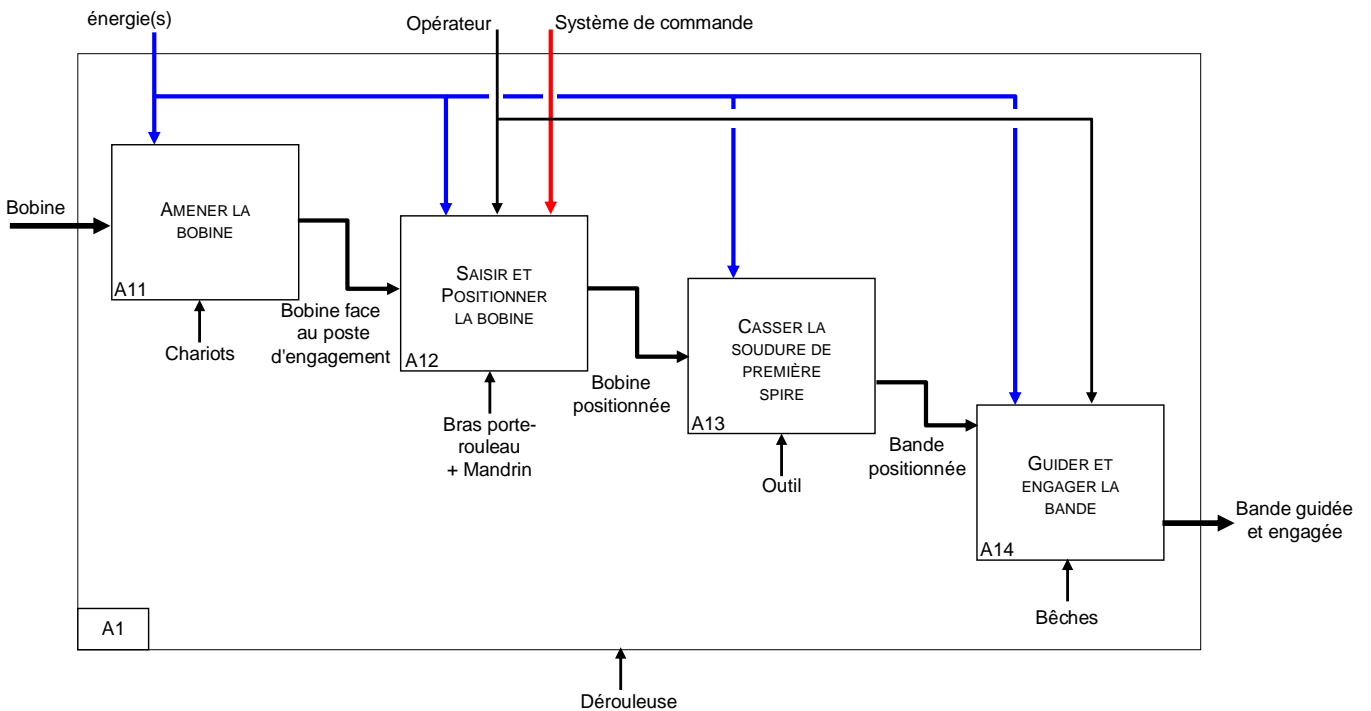 énergie(s)
Opérateur
Système de commande
Bobine
AMENER LA
BOBINE
A11
Chariots
Bobine face
au poste
d'engagement
SAISIR ET
POSITIONNER
LA BOBINE
A12
Bras porte-
rouleau
+ Mandrin
Bobine
positionnée
CASSER LA
SOUDURE DE
PREMIÈRE
SPIRE
A13
Outil
Bande
positionnée
GUIDER ET
ENGAGER LA
BANDE
A14
Bêches
Bande guidée
et engagée
A1
Dérouleuse